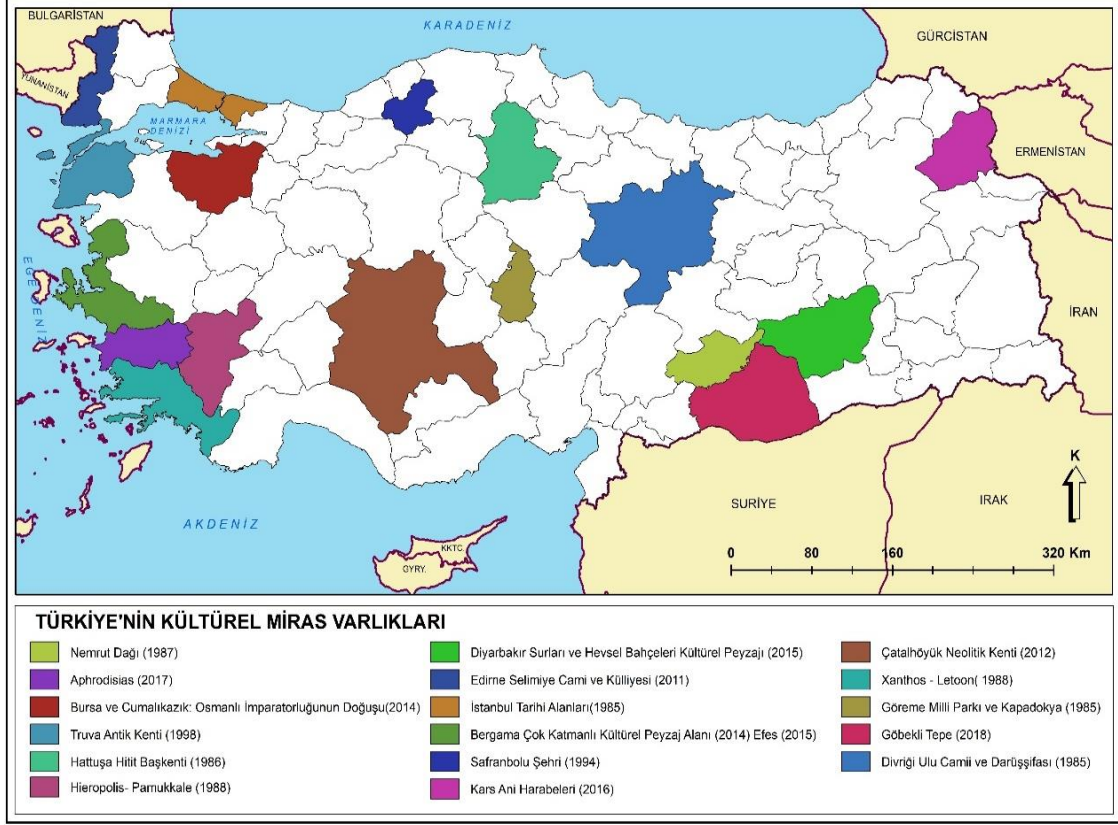 BULGARİSTAN
KARADENİZ
GÜRCİSTAN
YUNANİSTAN
MARMARA
DENİZİ
ERMENİSTAN
EGE DENİZ
İRAN
K
SURİYE
IRAK
AKDENİZ
KKTC.
GYRY.
0 80 160 320 Km
TÜRKİYE'NİN KÜLTÜREL MİRAS VARLIKLARI
Nemrut Dağı (1987)
Aphrodisias (2017)
Bursa ve Cumalıkazık: Osmanlı İmparatorluğunun Doğuşu(2014)
Truva Antik Kenti (1998)
Hattuşa Hitit Başkenti (1986)
Hieropolis- Pamukkale (1988)
Diyarbakır Surları ve Hevsel Bahçeleri Kültürel Peyzajı (2015)
Edirne Selimiye Cami ve Külliyesi (2011)
İstanbul Tarihi Alanları(1985)
Bergama Çok Katmanlı Kültürel Peyzaj Alanı (2014) Efes (2015)
Safranbolu Şehri (1994)
Kars Ani Harabeleri (2016)
Çatalhöyük Neolitik Kenti (2012)
Xanthos - Letoon( 1988)
Göreme Milli Parkı ve Kapadokya (1985)
Göbekli Tepe (2018)
Divriği Ulu Camii ve Darüşşifası (1985)